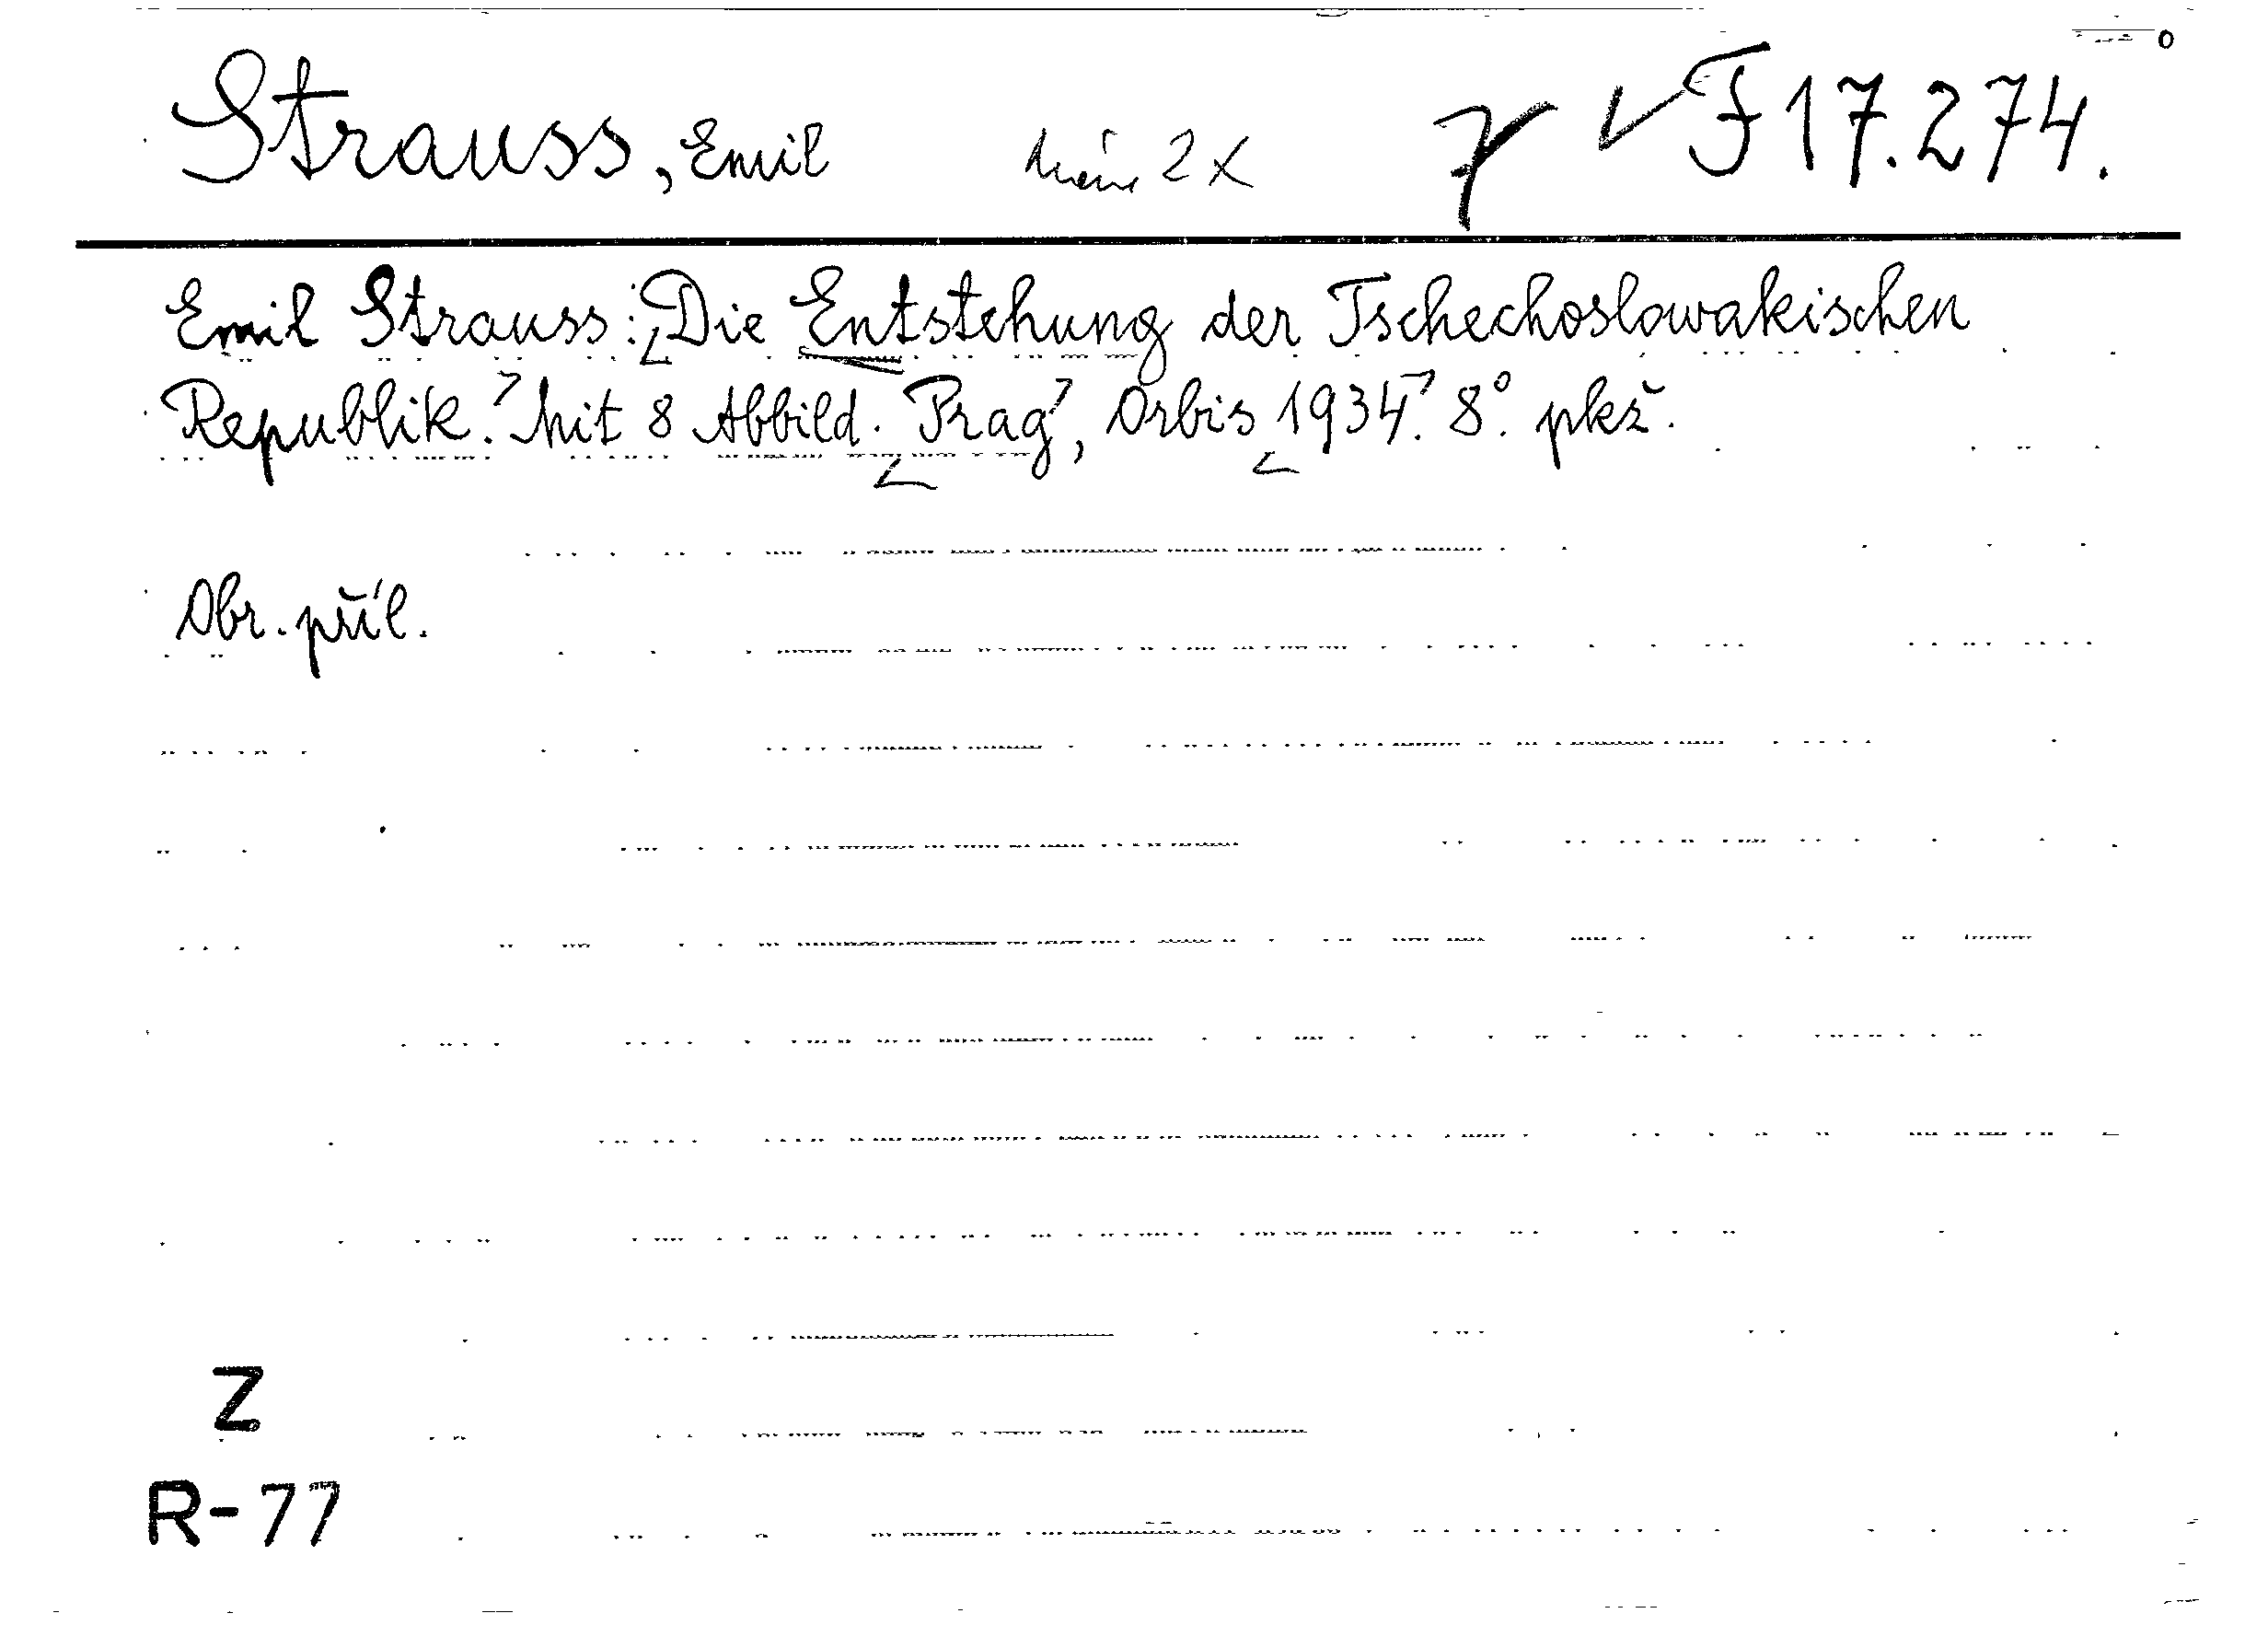 Strauss, Emil 2x F 17.274.
Emil Strauss: Die Entstehung der Tschechoslowakischen
Republik. Mit 8 Abbild. Prag, Orbis 1934. 8°. pkž.
Obr. příl.
Z
R-77